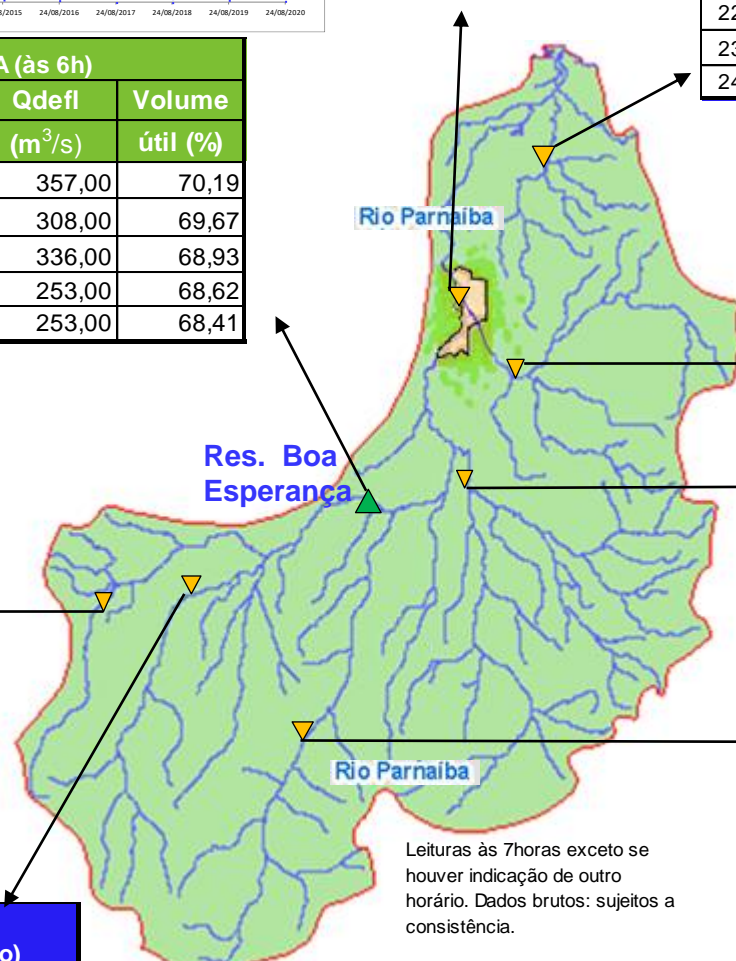 /2015 24/08/2016 24/08/2017 24/08/2018 24/08/2019 24/08/2020
22
23
24
A (às 6h)
Qdefl Volume
(m³/s) útil (%)
357,00 70,19
308,00 69,67
336,00 68,93
253,00 68,62
253,00 68,41
Rio Parnaíba
Res. Boa
Esperança
Rio Parnaíba
Leituras às 7horas exceto se
houver indicação de outro
horário. Dados brutos: sujeitos a
consistência.
o)